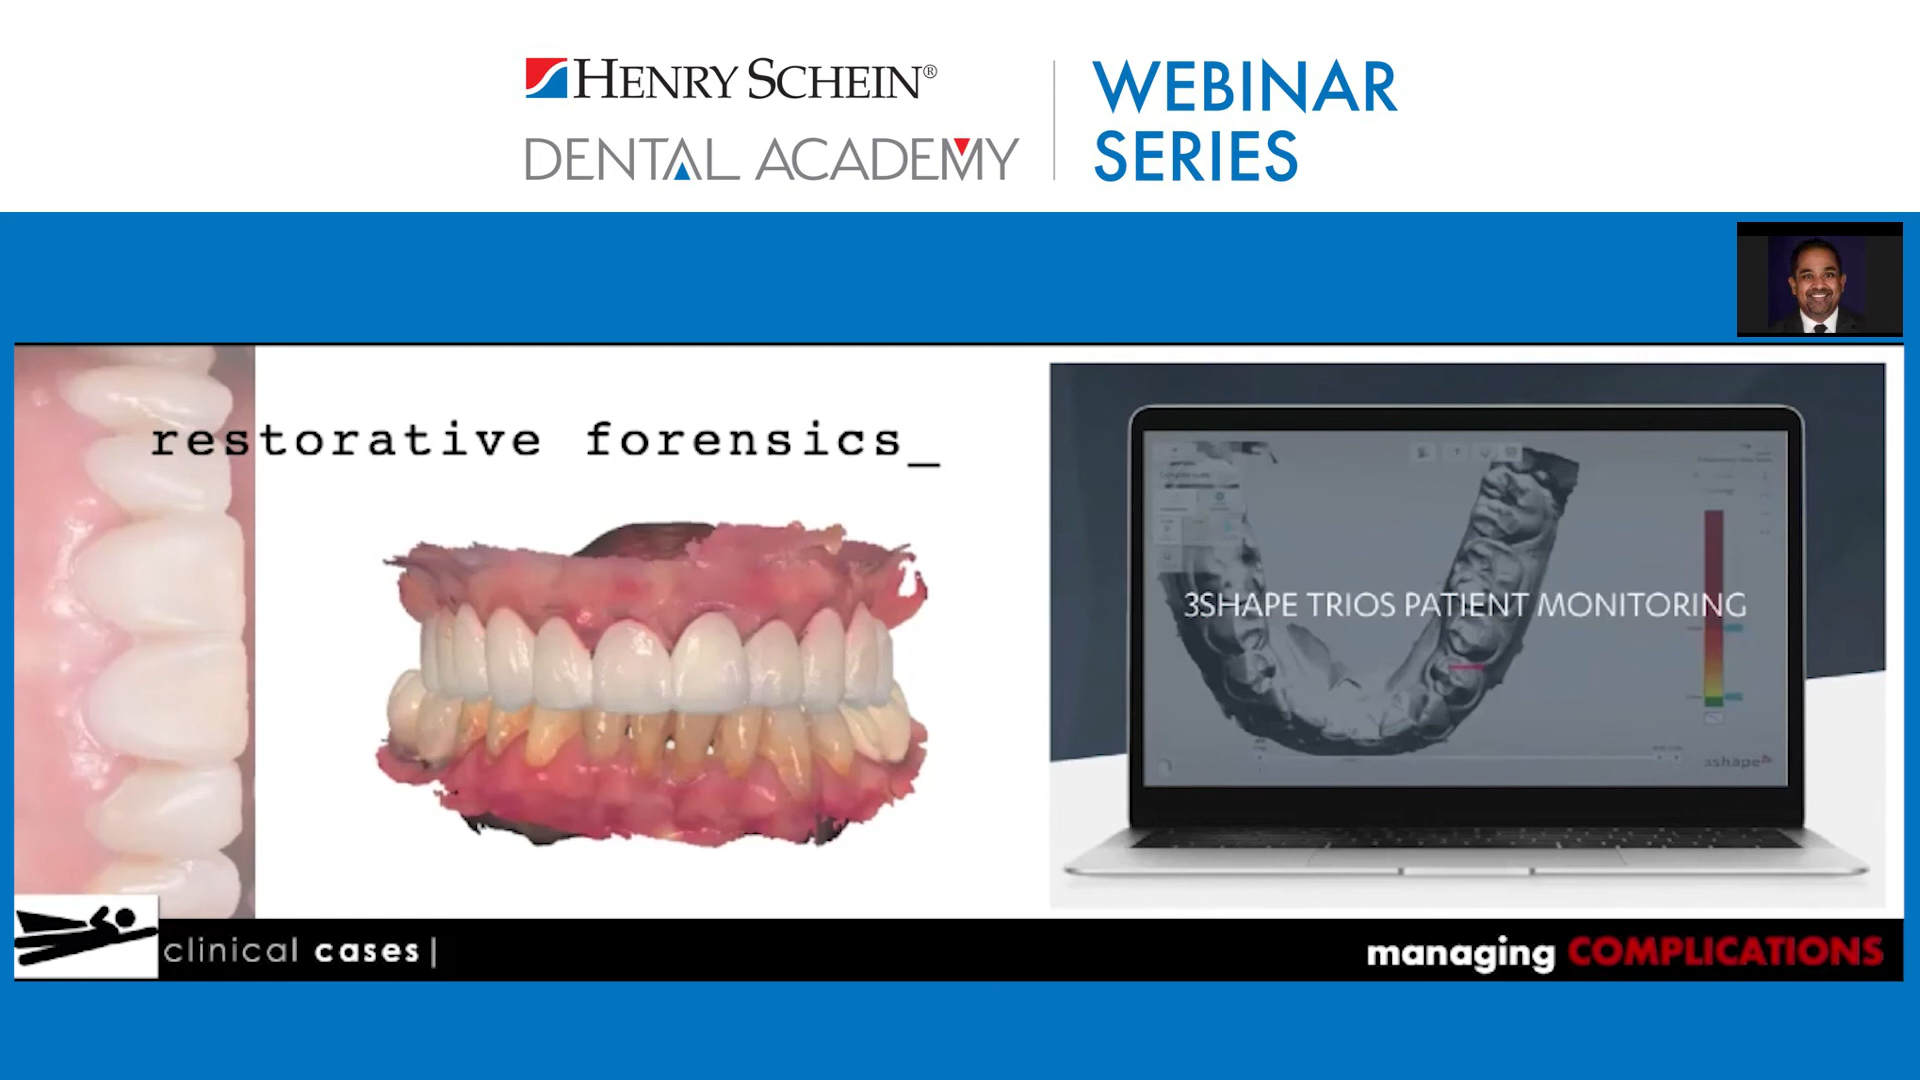 HENRY SCHEIN®
DENTAL ACADEMY
WEBINAR
SERIES
restorative forensics_
3SHAPE TRIOS PATIENT MONITORING
3shape
clinical cases|
managing COMPLICATIONS